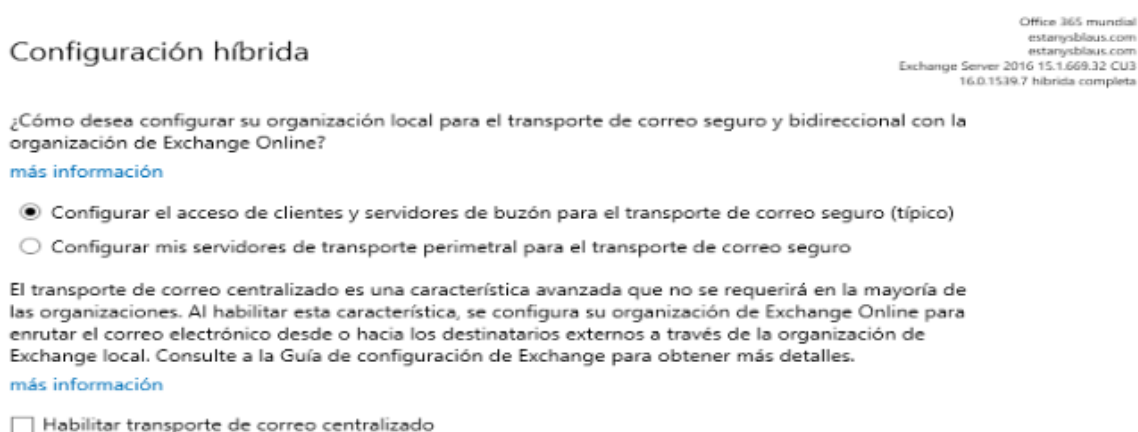 Office 365 mundial
estanysblaus.com
estanysblaus.com
Exchange Server 2016 15.1.669.32 CU3
16.0.1539.7 híbrida completa
Configuración híbrida
¿Cómo desea configurar su organización local para el transporte de correo seguro y bidireccional con la
organización de Exchange Online?
más información
Configurar el acceso de clientes y servidores de buzón para el transporte de correo seguro (típico)
Configurar mis servidores de transporte perimetral para el transporte de correo seguro
El transporte de correo centralizado es una característica avanzada que no se requerirá en la mayoría de
las organizaciones. Al habilitar esta característica, se configura su organización de Exchange Online para
enrutar el correo electrónico desde o hacia los destinatarios externos a través de la organización de
Exchange local. Consulte a la Guía de configuración de Exchange para obtener más detalles.
más información
Habilitar transporte de correo centralizado